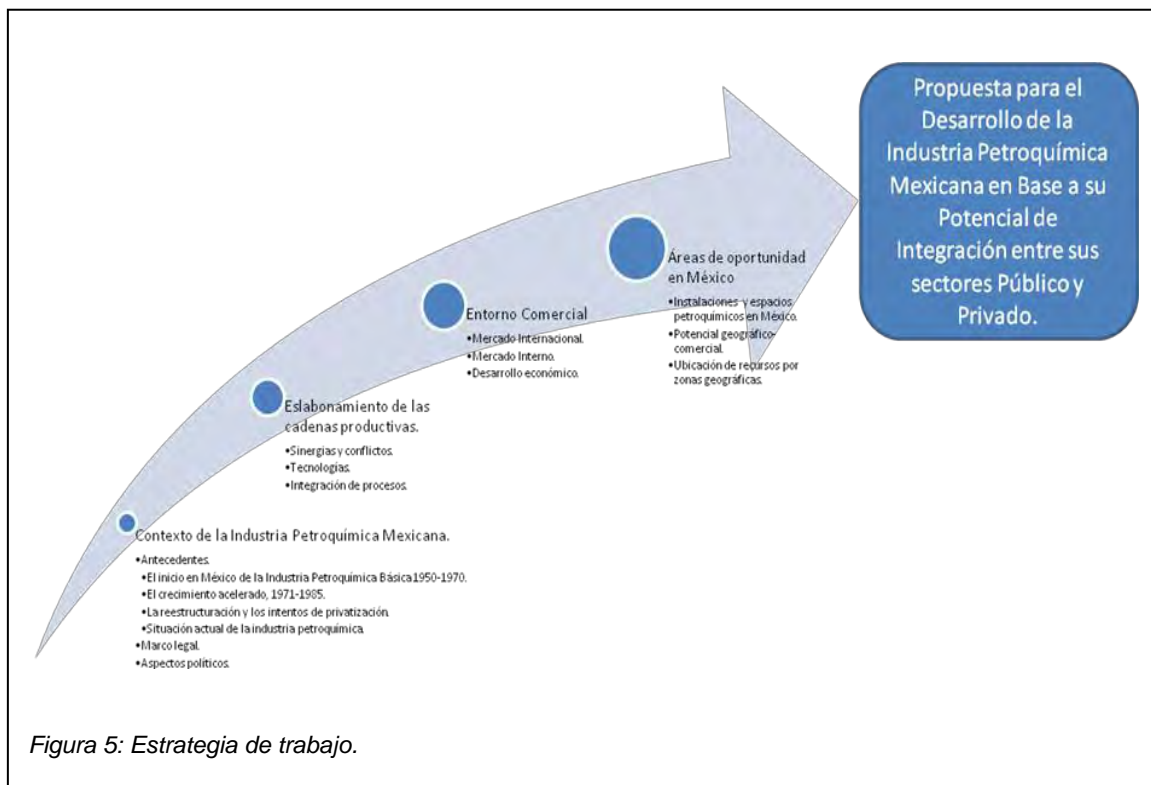 Propuesta para el
Desarrollo de la
Industria Petroquímica
Mexicana en Base a su
Potencial de
Integración entre sus
sectores Público y
Privado.
Áreas de oportunidad
en México
•Instalaciones y espacios
petroquímicos en México.
•Potencial geográfico-
comercial.
•Ubicación de recursos por
zonas geográficas.
Entorno Comercial
•Mercado Internacional.
•Mercado Interno.
•Desarrollo económico.
Eslabonamiento de las
cadenas productivas.
•Sinergias y conflictos.
•Tecnologías.
•Integración de procesos.
Contexto de la Industria Petroquímica Mexicana.
•Antecedentes.
•El inicio en México de la Industria Petroquímica Básica 1950-1970.
•El crecimiento acelerado, 1971-1985.
•La reestructuración y los intentos de privatización.
•Situación actual de la industria petroquímica.
•Marco legal.
•Aspectos políticos.
Figura 5: Estrategia de trabajo.